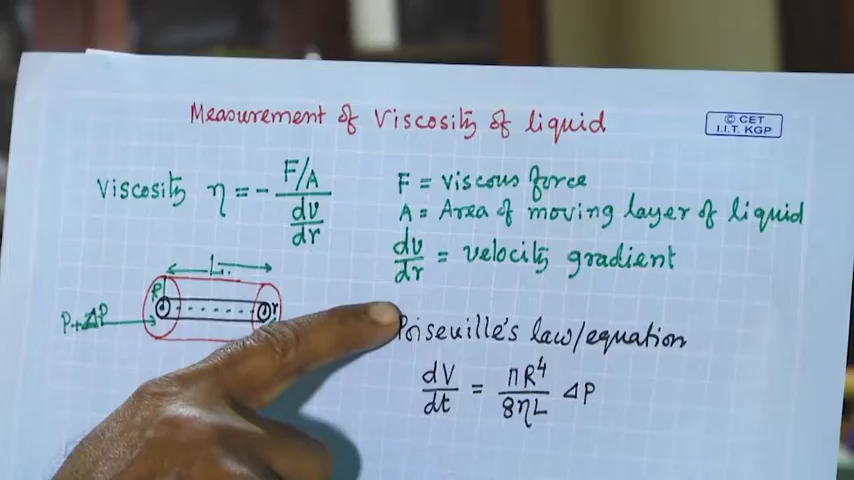 Measurement of Viscosity of liquid
© CET
I.I.T. KGP
Viscosity η = - F/A / dv/dr
F = Viscous force
A = Area of moving layer of liquid
dv/dr = velocity gradient
L
R
r
P+ΔP
Poiseuille's law/equation
dV/dt = πR⁴/8ηL ΔP